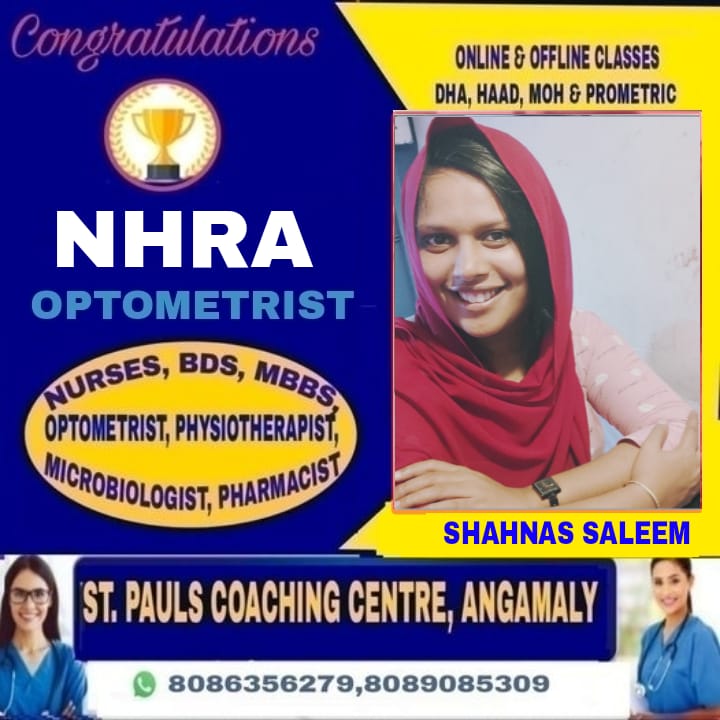 Congratulations
ONLINE & OFFLINE CLASSES
DHA, HAAD, MOH & PROMETRIC
NHRA
OPTOMETRIST
NURSES, BDS, MBBS,
OPTOMETRIST, PHYSIOTHERAPIST,
MICROBIOLOGIST, PHARMACIST
SHAHNAS SALEEM
ST. PAULS COACHING CENTRE, ANGAMALY
8086356279,8089085309